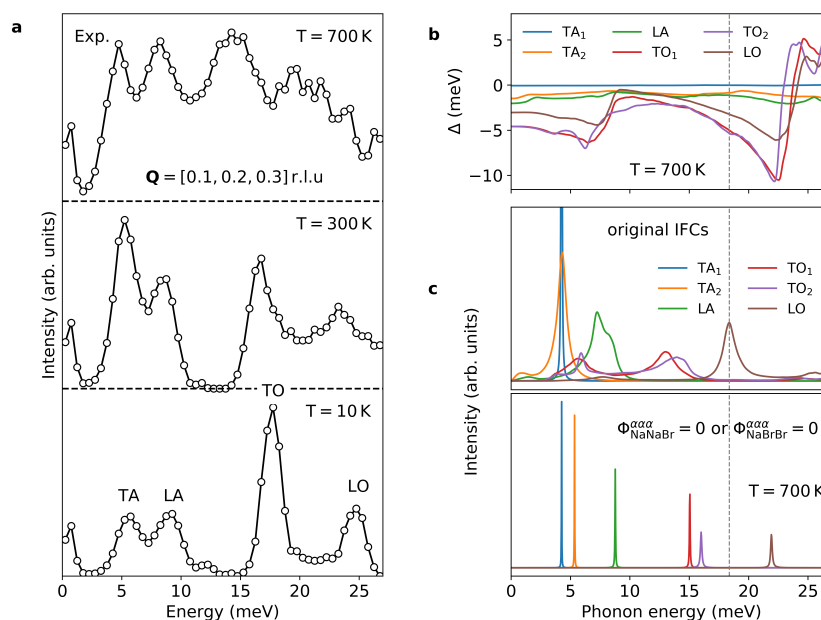 a
Exp.
T = 700 K
Q = [0.1, 0.2, 0.3] r.l.u
T = 300 K
TO
T = 10 K
TA
LA
LO
Intensity (arb. units)
0 5 10 15 20 25
Energy (meV)
b
5
0
−5
−10
Δ (meV)
TA₁ LA TO₂
TA₂ TO₁ LO
T = 700 K
c
original IFCs
TA₁ TO₁
TA₂ TO₂
LA LO
Intensity (arb. units)
Φ^ααα_NaNaBr = 0 or Φ^ααα_NaBrBr = 0
T = 700 K
0 5 10 15 20 25
Phonon energy (meV)